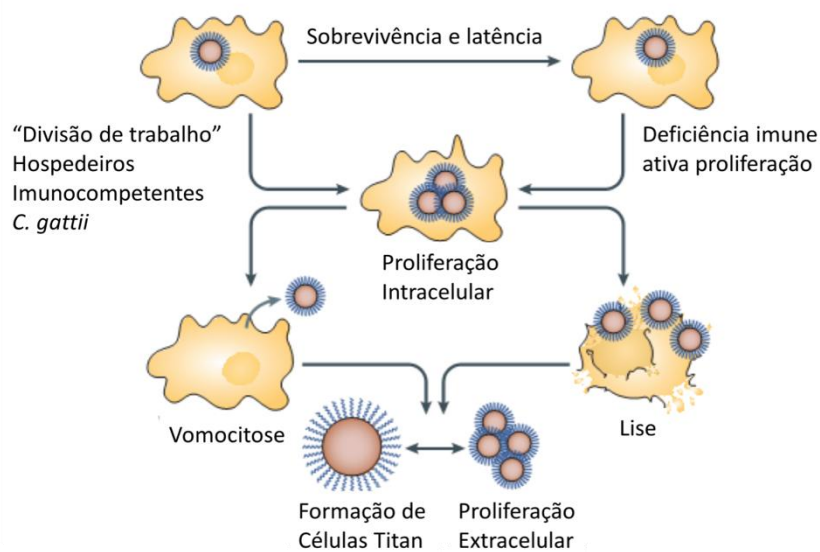 Sobrevivência e latência
“Divisão de trabalho”
Hospedeiros
Imunocompetentes
C. gattii
Deficiência imune
ativa proliferação
Proliferação
Intracelular
Vomocitose
Lise
Formação de
Células Titan
Proliferação
Extracelular